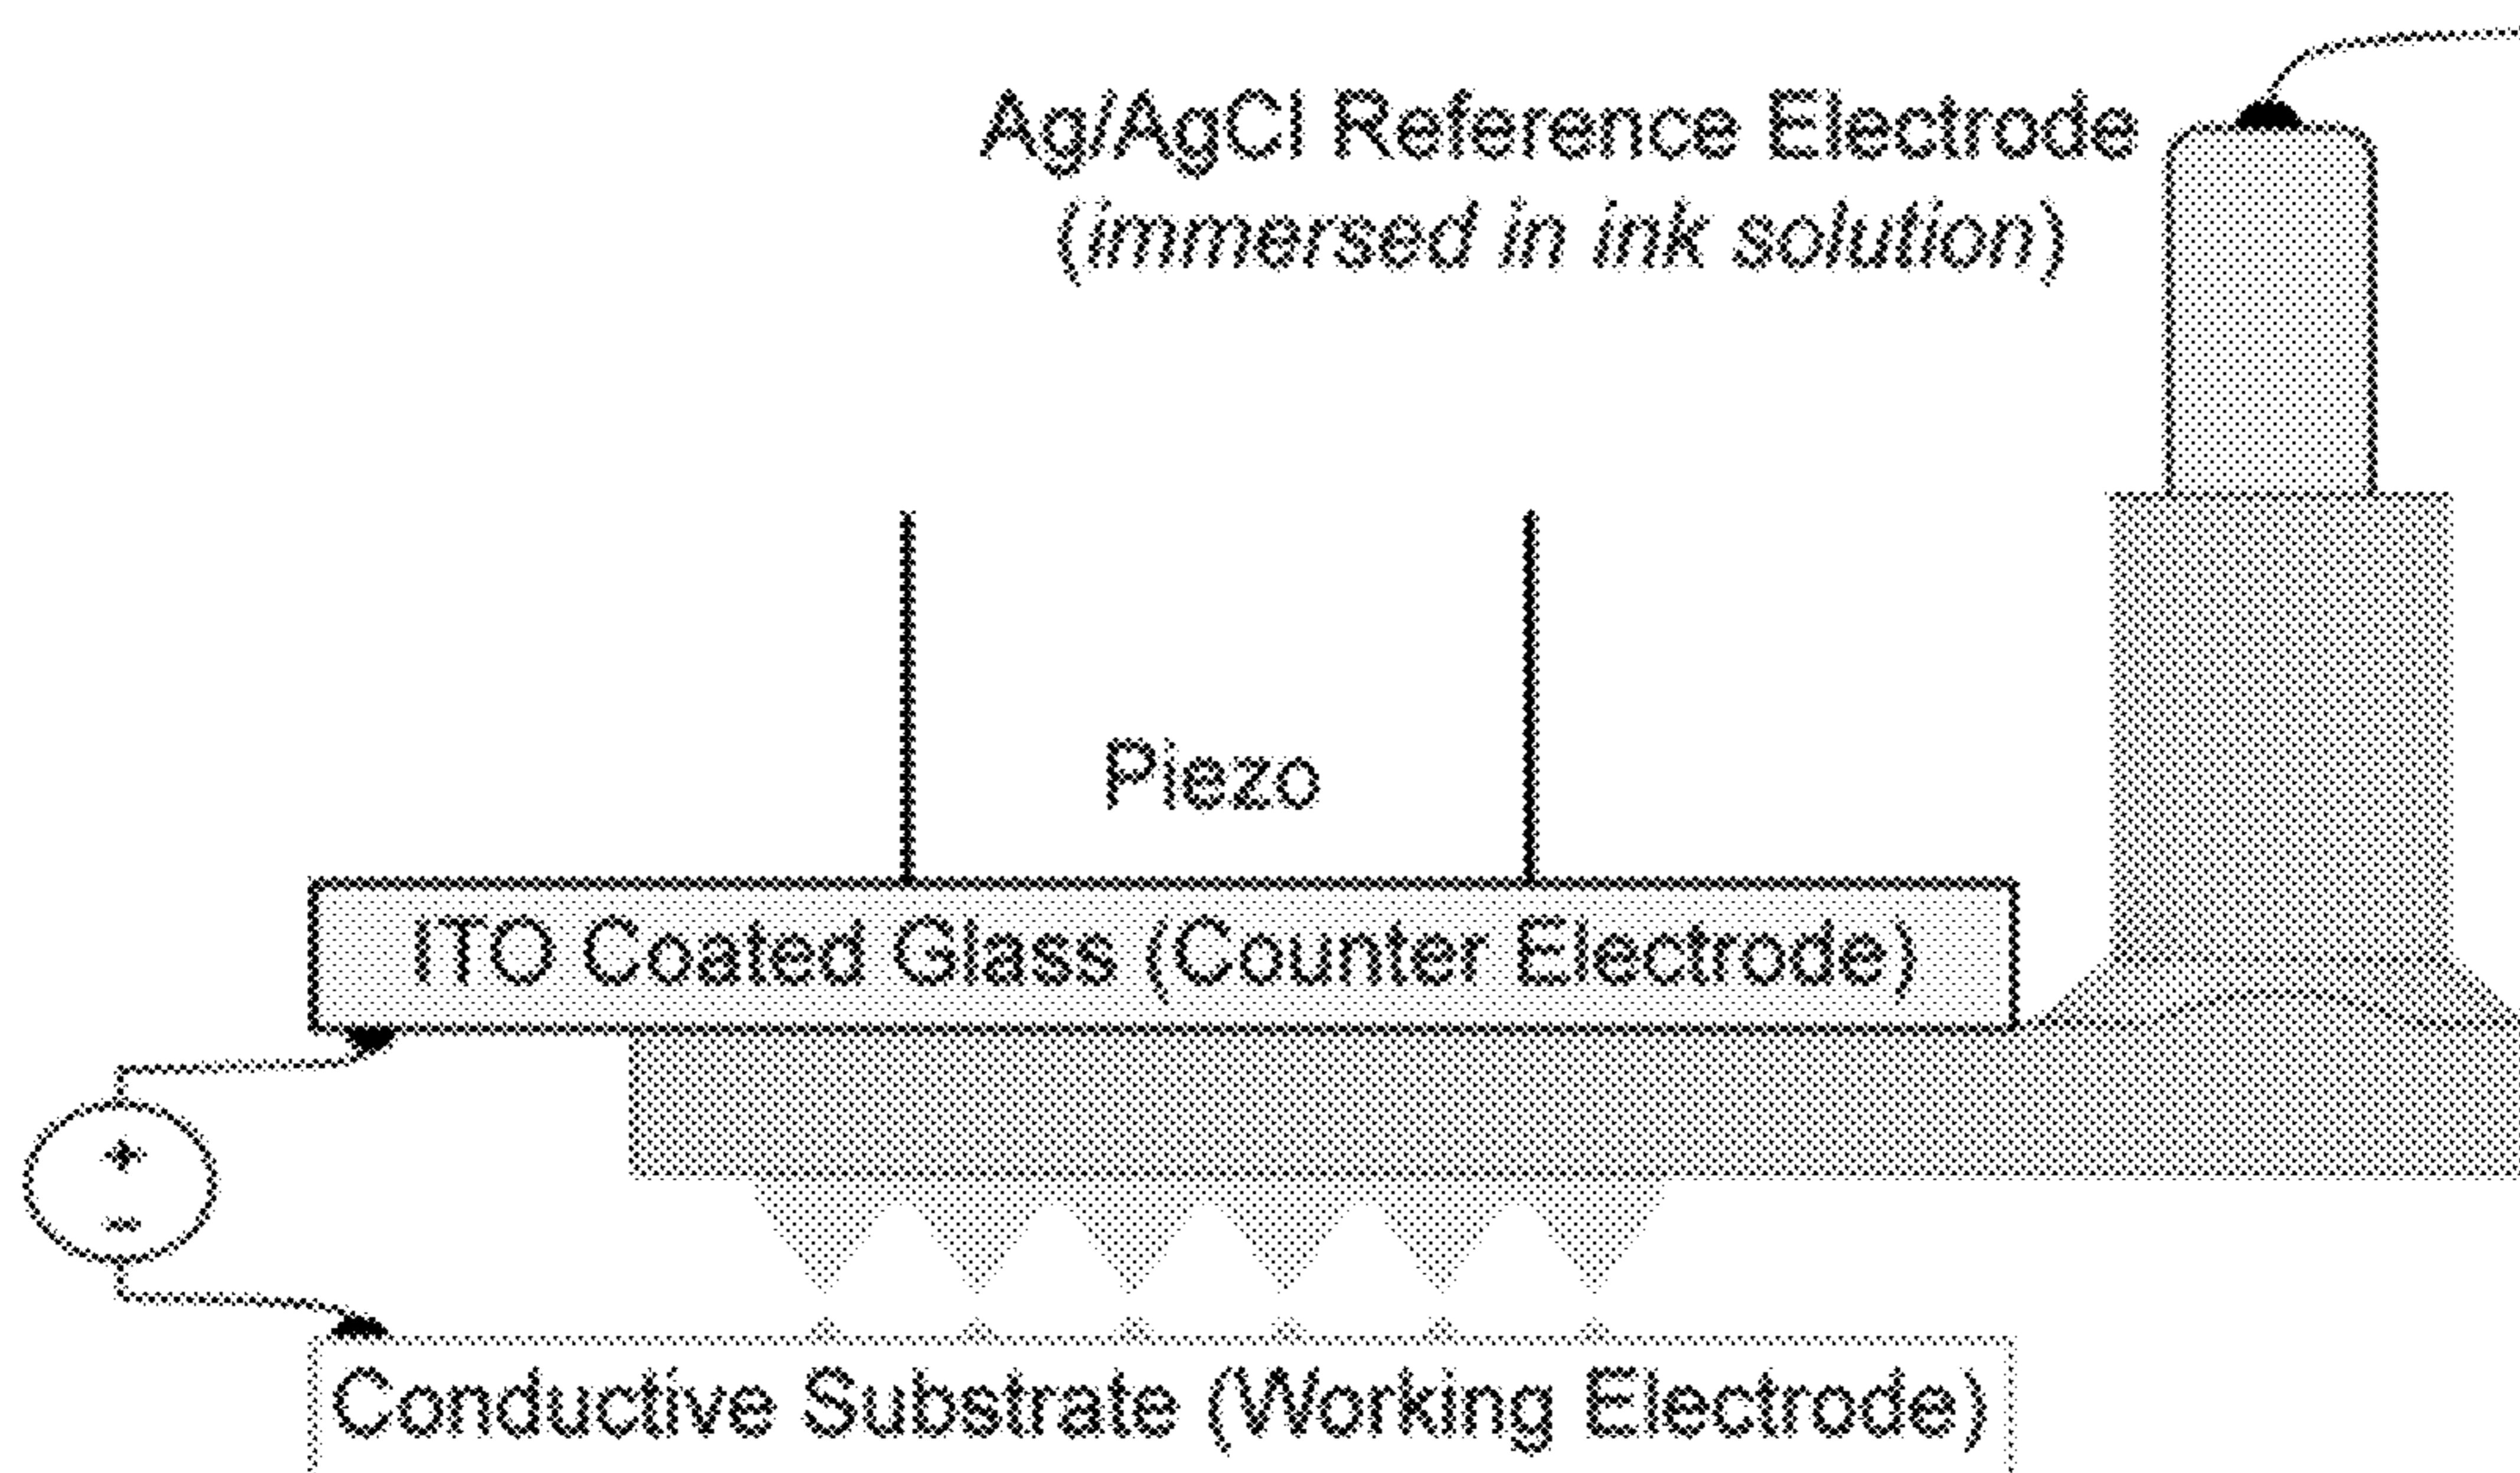 Ag/AgCl Reference Electrode
(immersed in ink solution)
Piezo
ITO Coated Glass (Counter Electrode)
+
−
Conductive Substrate (Working Electrode)